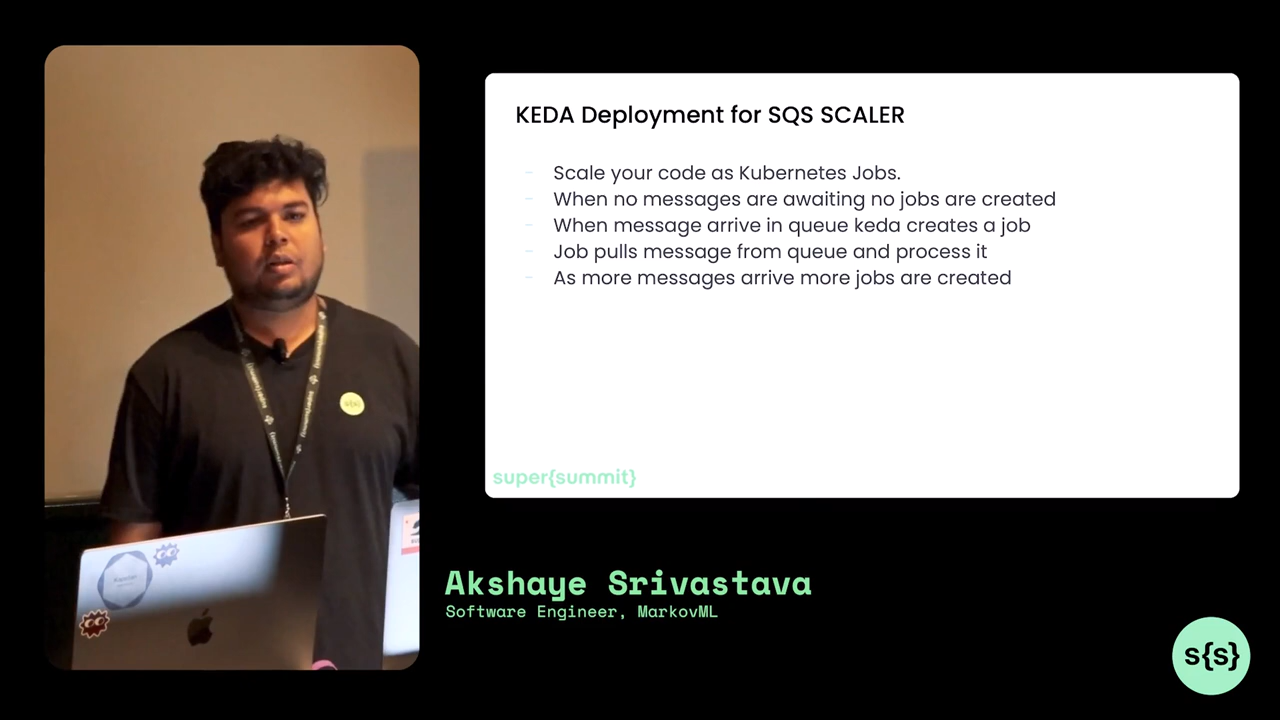 KEDA Deployment for SQS SCALER
- Scale your code as Kubernetes Jobs.
- When no messages are awaiting no jobs are created
- When message arrive in queue keda creates a job
- Job pulls message from queue and process it
- As more messages arrive more jobs are created
super{summit}
Akshaye Srivastava
Software Engineer, MarkovML
s{s}
s{s}